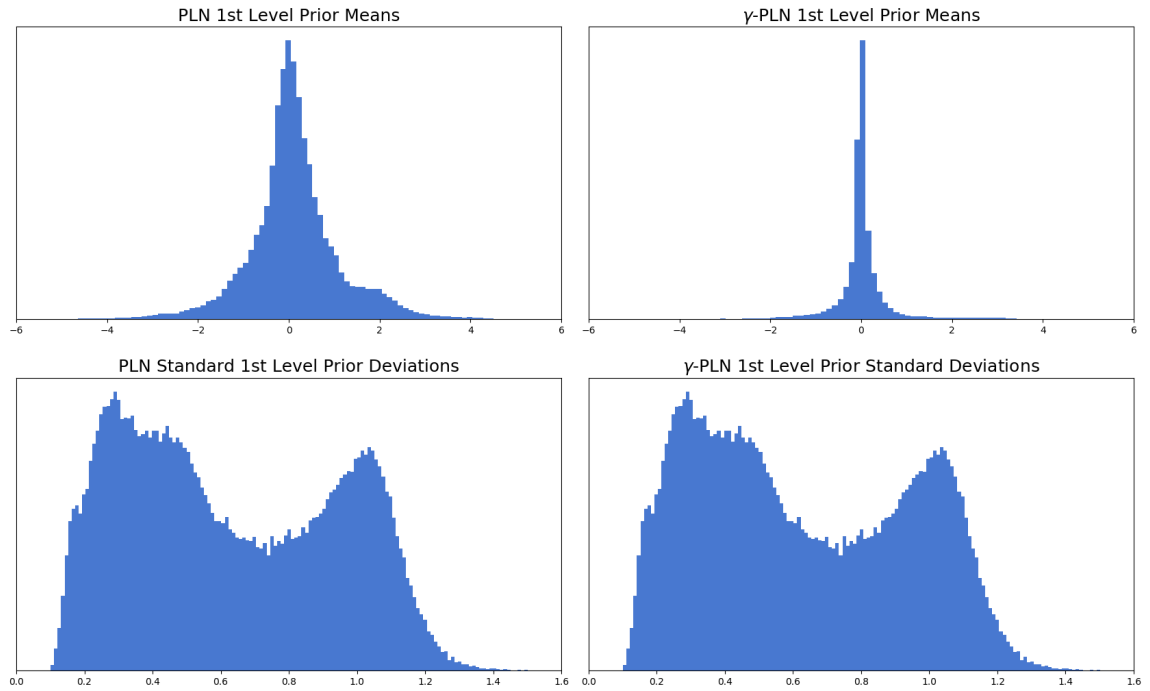 PLN 1st Level Prior Means
−6 −4 −2 0 2 4 6
γ-PLN 1st Level Prior Means
−6 −4 −2 0 2 4 6
PLN Standard 1st Level Prior Deviations
0.0 0.2 0.4 0.6 0.8 1.0 1.2 1.4 1.6
γ-PLN 1st Level Prior Standard Deviations
0.0 0.2 0.4 0.6 0.8 1.0 1.2 1.4 1.6